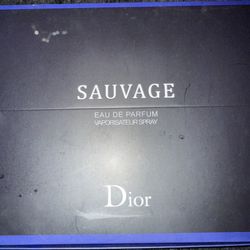 SAUVAGE
EAU DE PARFUM
VAPORISATEUR SPRAY
Dior